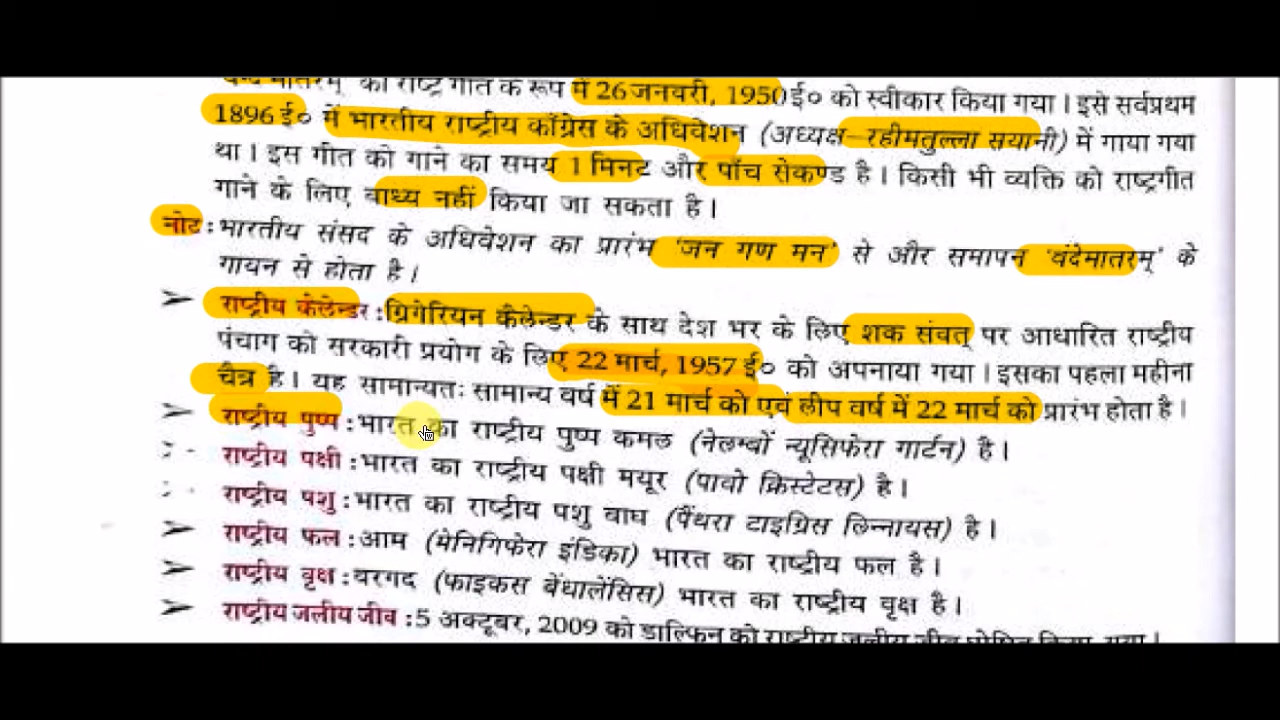 वन्दे मातरम् को राष्ट्र गीत के रूप में 26 जनवरी, 1950 ई० को स्वीकार किया गया। इसे सर्वप्रथम
1896 ई० में भारतीय राष्ट्रीय काँग्रेस के अधिवेशन (अध्यक्ष–रहीमतुल्ला सयानी) में गाया गया
था। इस गीत को गाने का समय 1 मिनट और पाँच सेकण्ड है। किसी भी व्यक्ति को राष्ट्रगीत
गाने के लिए वाध्य नहीं किया जा सकता है।
नोट : भारतीय संसद के अधिवेशन का प्रारंभ 'जन गण मन' से और समापन 'वंदेमातरम्' के
गायन से होता है।
➤ राष्ट्रीय कैलेन्डर : ग्रिगेरियन कैलेन्डर के साथ देश भर के लिए शक संवत् पर आधारित राष्ट्रीय
पंचाग को सरकारी प्रयोग के लिए 22 मार्च, 1957 ई० को अपनाया गया। इसका पहला महीना
चैत्र है। यह सामान्यतः सामान्य वर्ष में 21 मार्च को एवं लीप वर्ष में 22 मार्च को प्रारंभ होता है।
➤ राष्ट्रीय पुष्प : भारत का राष्ट्रीय पुष्प कमल (नेलम्बों न्यूसिफेरा गार्टन) है।
राष्ट्रीय पक्षी : भारत का राष्ट्रीय पक्षी मयूर (पावो क्रिस्टेटस) है।
राष्ट्रीय पशु : भारत का राष्ट्रीय पशु बाघ (पैंथरा टाइग्रिस लिन्नायस) है।
➤ राष्ट्रीय फल : आम (मेनिगिफेरा इंडिका) भारत का राष्ट्रीय फल है।
➤ राष्ट्रीय वृक्ष : बरगद (फाइकस बेंधालेंसिस) भारत का राष्ट्रीय वृक्ष है।
➤ राष्ट्रीय जलीय जीव : 5 अक्टूबर, 2009 को डाल्फिन को राष्ट्रीय जलीय जीव घोषित किया गया।